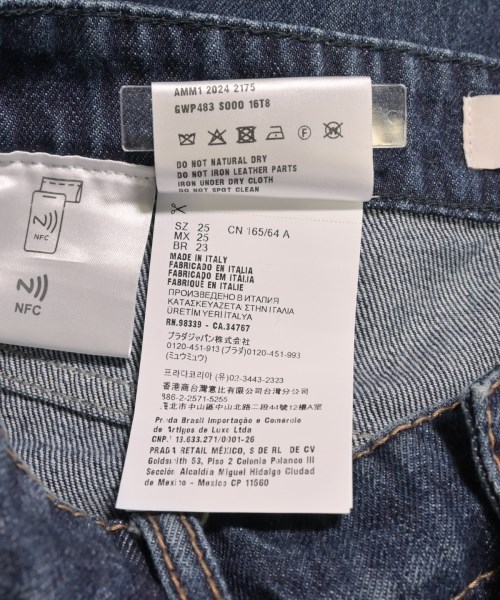 AMM1 2024 2175
GWP483 S000 16T8
DO NOT NATURAL DRY
DO NOT IRON LEATHER PARTS
IRON UNDER DRY CLOTH
DO NOT SPOT CLEAN
SZ 25 CN 165/64 A
MX 25
BR 23
MADE IN ITALY
FABRICADO EN ITALIA
FABRICADO EM ITÁLIA
FABRIQUÉ EN ITALIE
ПРОИЗВЕДЕНО В ИТАЛИЯ
ΚΑΤΑΣΚΕΥΑΖΕΤΑΙ ΣΤΗΝ ΙΤΑΛΙΑ
ÜRETİM YERİ İTALYA
RN.98339 - CA.34767
プラダジャパン株式会社
0120-451-913 (プラダ) 0120-451-993
(ミュウミュウ)
프라다코리아 (유) 02-3443-2323
香港商台灣惠比有限公司台灣分公司
886-2-2571-5255
臺北市中山區中山北路二段44號12樓A室
Prada Brasil Importação e Comércio
de Artigos de Luxo Ltda
CNPJ 13.633.271/0001-26
PRADA RETAIL MÉXICO, S DE RL DE CV
Goldsmith 53, Piso 2 Colonia Polanco III
Sección Alcaldía Miguel Hidalgo Ciudad
de Mexico - Mexico CP 11560
NFC
NFC